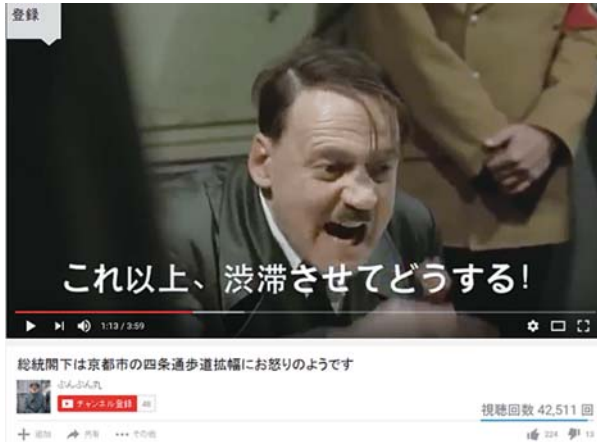 登録
これ以上、渋滞させてどうする!
1:13 / 3:59
総統閣下は京都市の四条通歩道拡幅にお怒りのようです
ぶんぶん丸
チャンネル登録 48
視聴回数 42,511 回
追加 共有 その他
224 13